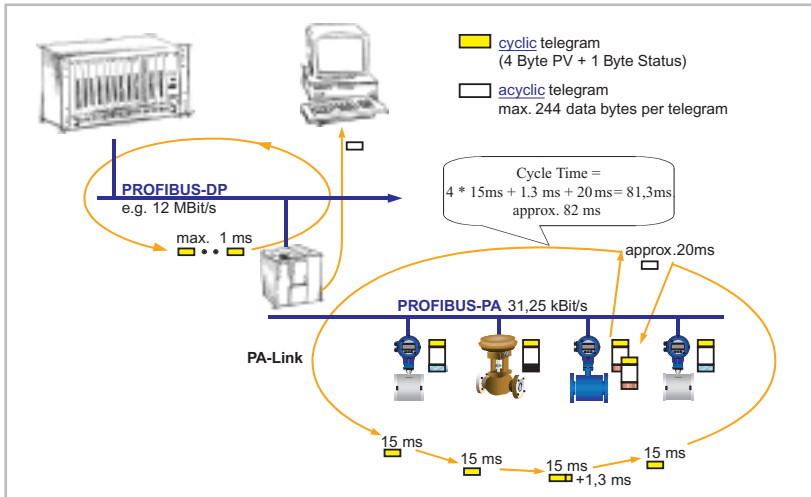 cyclic telegram
(4 Byte PV + 1 Byte Status)
acyclic telegram
max. 244 data bytes per telegram
PROFIBUS-DP
e.g. 12 MBit/s
max. 1 ms
Cycle Time =
4 * 15ms + 1.3 ms + 20 ms = 81,3ms.
approx. 82 ms
approx.20ms
PROFIBUS-PA 31,25 kBit/s
PA-Link
15 ms
15 ms
15 ms
+1,3 ms
15 ms